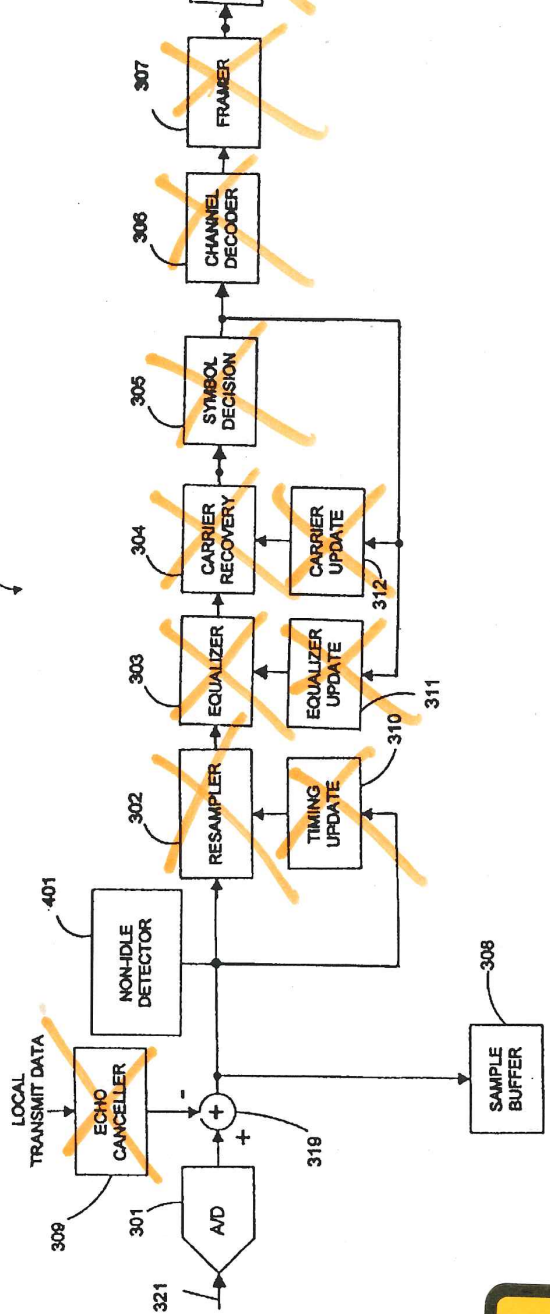 321
301
A/D
309
LOCAL
TRANSMIT DATA
ECHO
CANCELLER
-
+
+
319
401
NON-IDLE
DETECTOR
308
SAMPLE
BUFFER
302
RESAMPLER
310
TIMING
UPDATE
303
EQUALIZER
311
EQUALIZER
UPDATE
304
CARRIER
RECOVERY
312
CARRIER
UPDATE
305
SYMBOL
DECISION
306
CHANNEL
DECODER
307
FRAMER